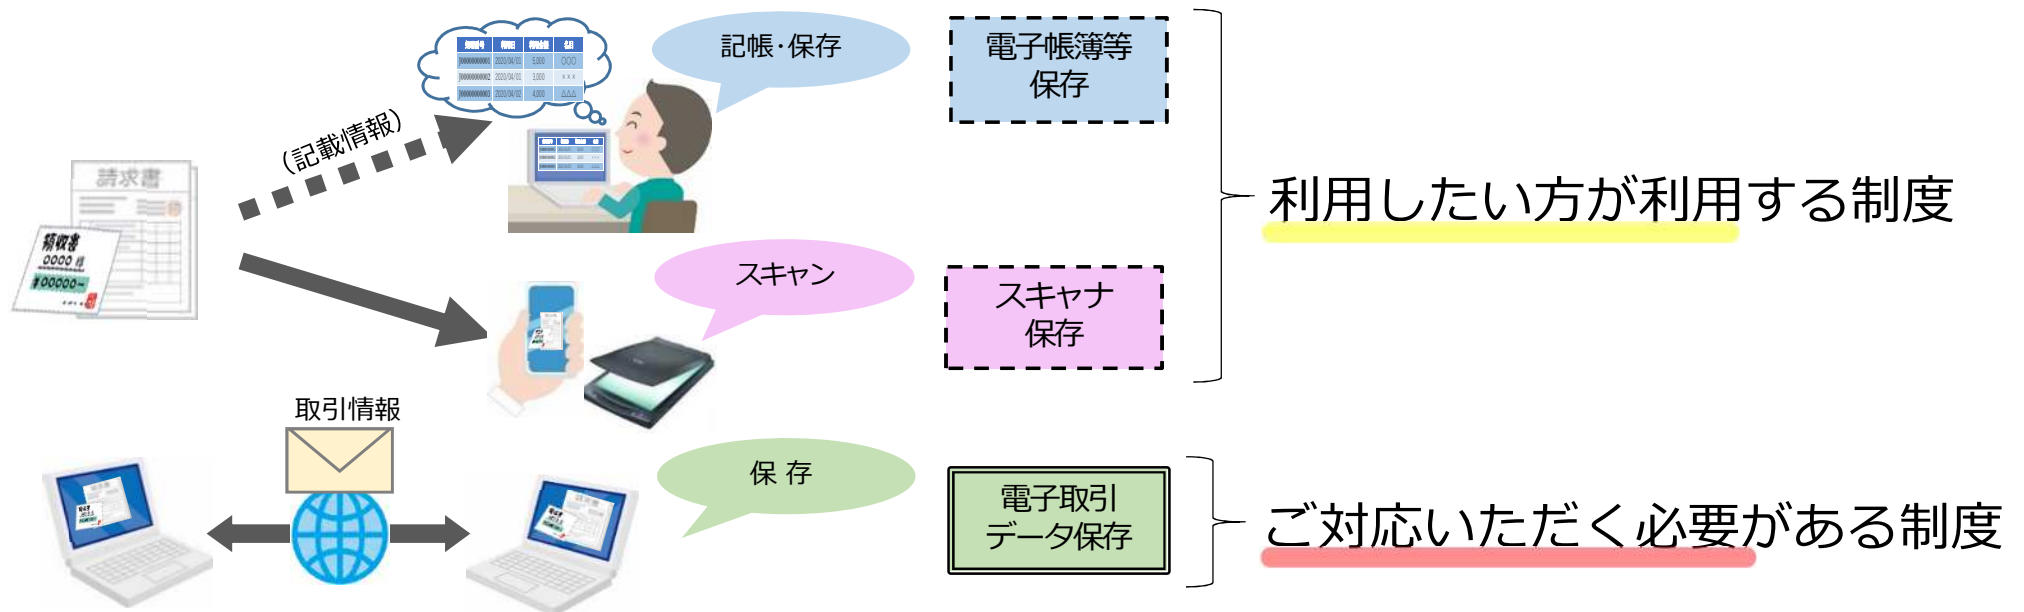 記帳・保存
電子帳簿等
保存
(記載情報)
請求書
領収書
スキャン
スキャナ
保存
利用したい方が利用する制度
取引情報
保 存
電子取引
データ保存
ご対応いただく必要がある制度